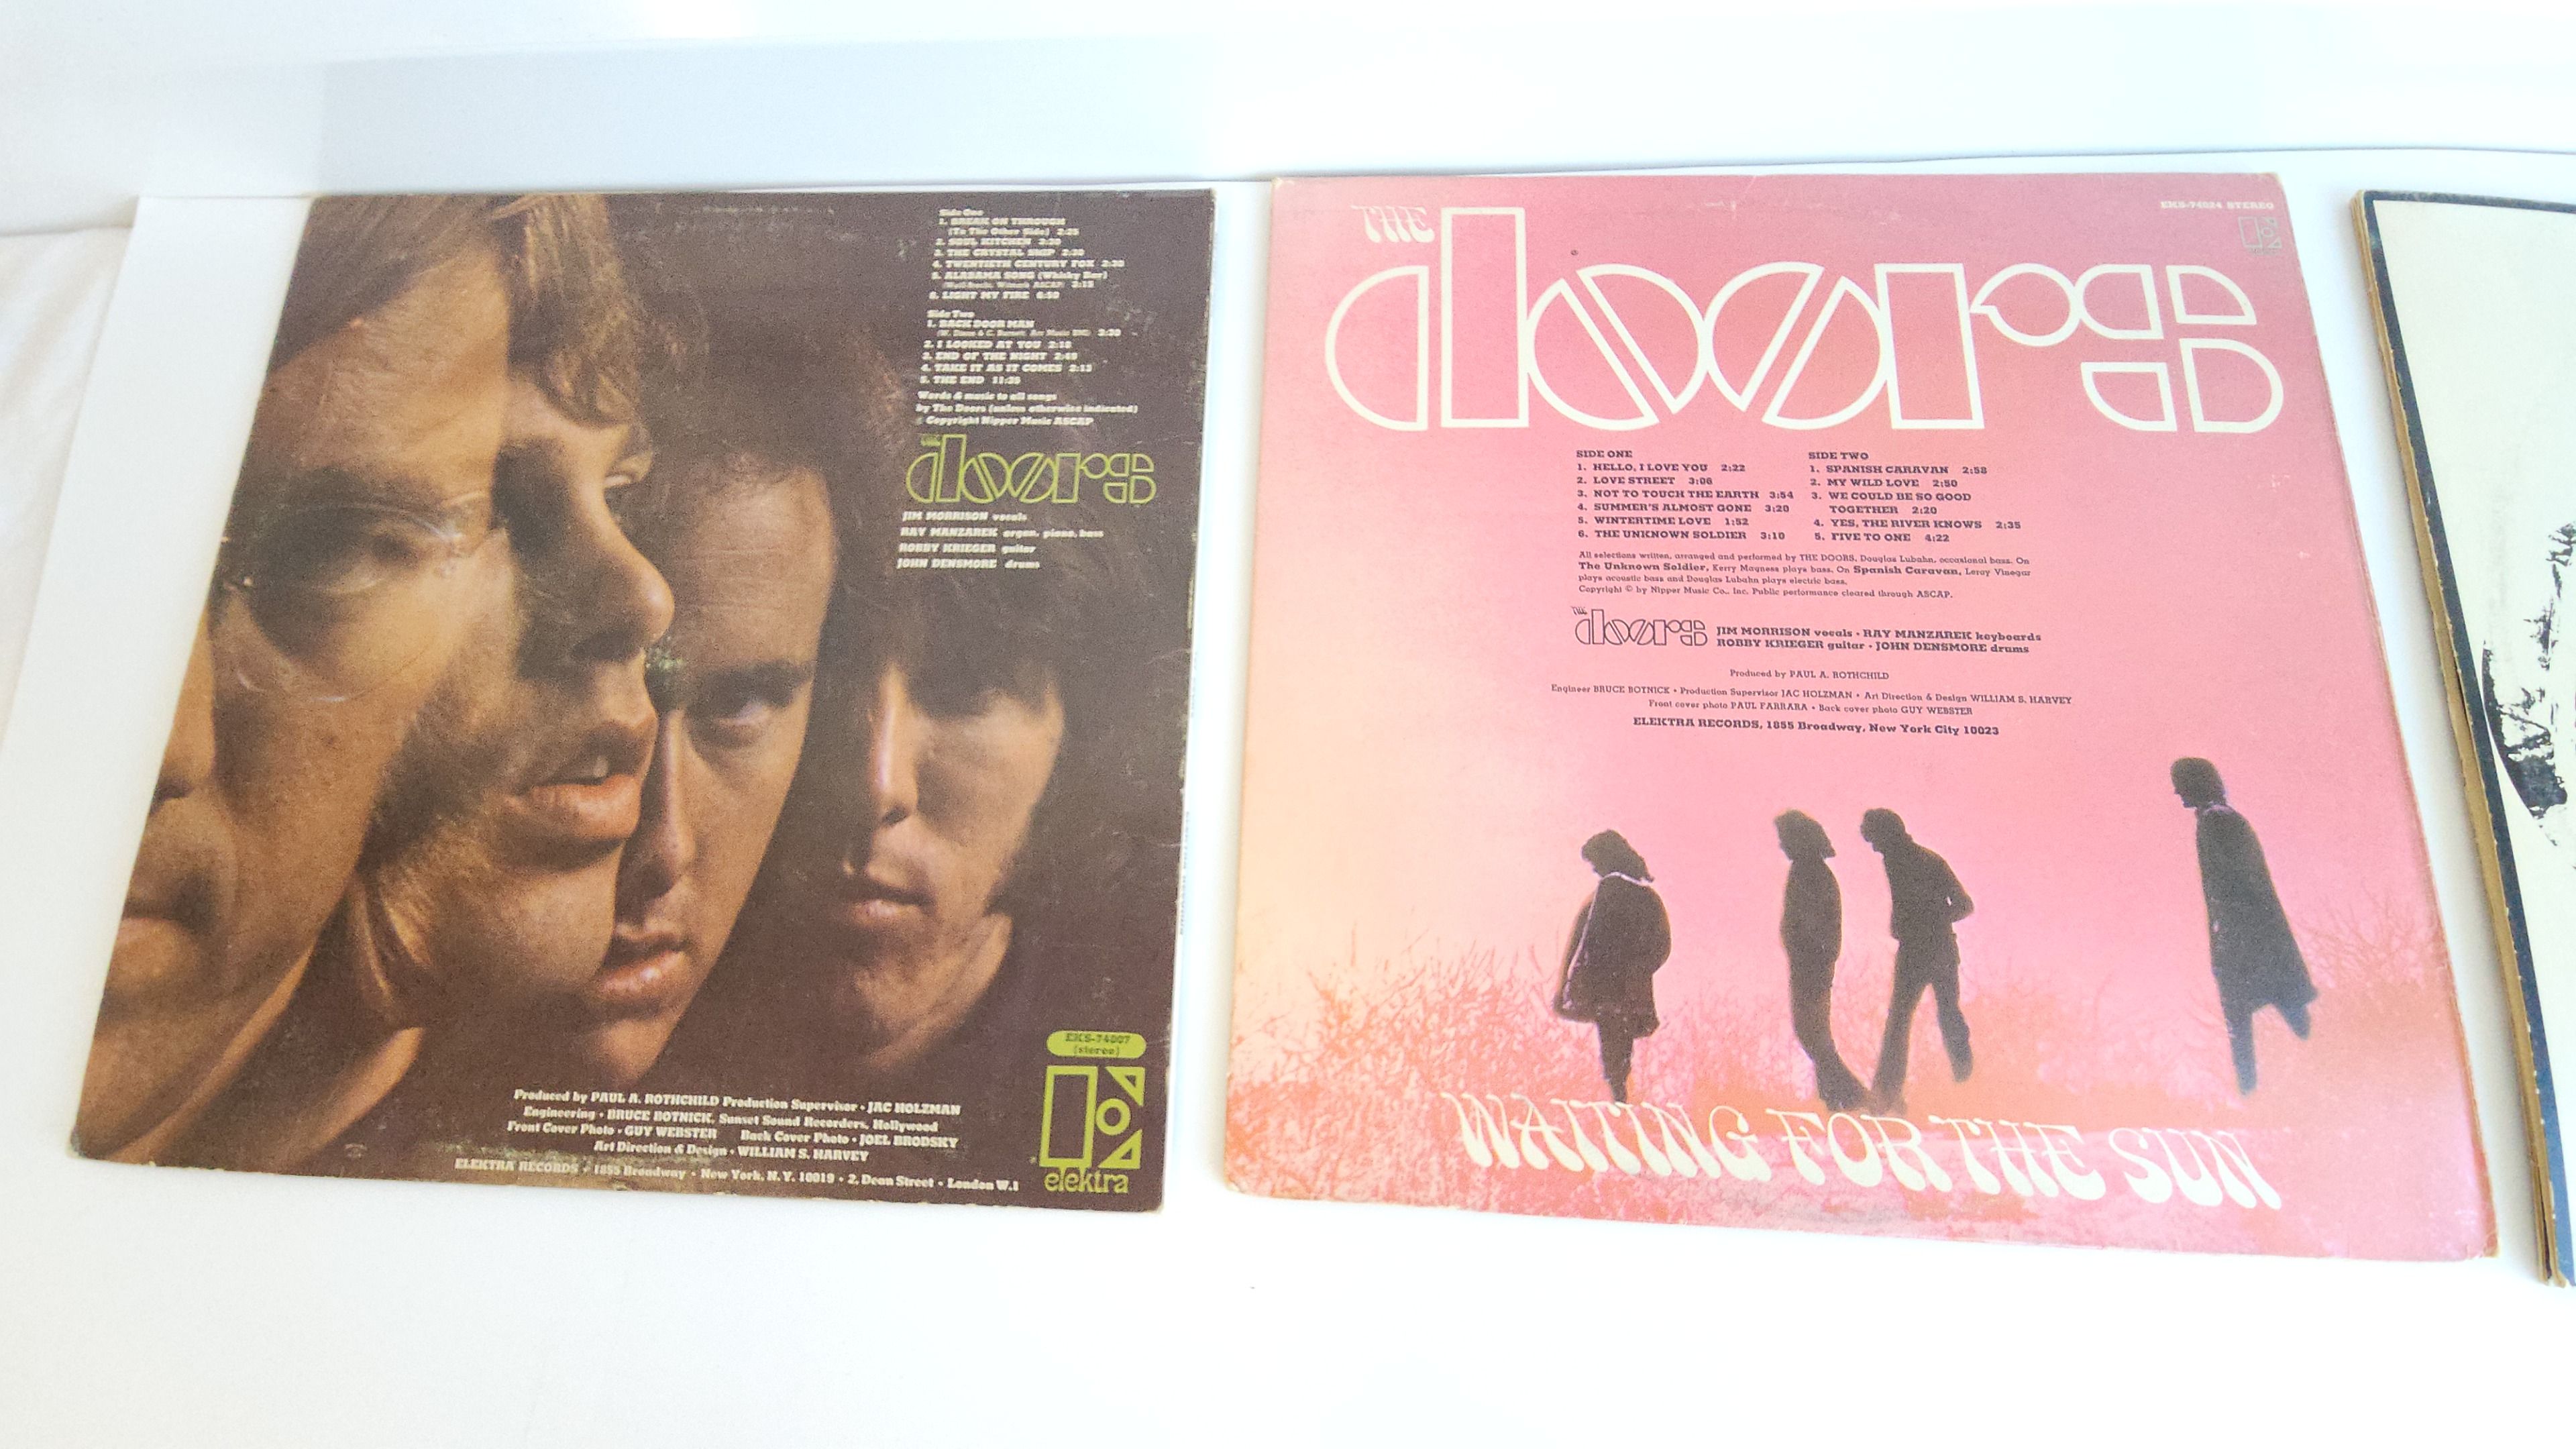 Side One
1. BREAK ON THROUGH
(To The Other Side) 2:25
2. SOUL KITCHEN 3:30
3. THE CRYSTAL SHIP 2:30
4. TWENTIETH CENTURY FOX 2:30
5. ALABAMA SONG (Whisky Bar)
3:15
6. LIGHT MY FIRE 6:50
Side Two
1. BACK DOOR MAN
3:30
2. I LOOKED AT YOU 2:18
3. END OF THE NIGHT 2:49
4. TAKE IT AS IT COMES 2:13
5. THE END 11:35
Words & music to all songs
by The Doors (unless otherwise indicated)
Copyright Nipper Music ASCAP
THE
doors
JIM MORRISON vocals
RAY MANZAREK organ, piano, bass
ROBBY KRIEGER guitar
JOHN DENSMORE drums
EKS-74007
(stereo)
elektra
Produced by PAUL A. ROTHCHILD Production Supervisor • JAC HOLZMAN
Engineering • BRUCE BOTNICK, Sunset Sound Recorders, Hollywood
Front Cover Photo • GUY WEBSTER Back Cover Photo • JOEL BRODSKY
Art Direction & Design • WILLIAM S. HARVEY
ELEKTRA RECORDS • 1855 Broadway • New York, N.Y. 10019 • 2, Dean Street • London W.1
EKS-74024 STEREO
THE
doors
SIDE ONE
1. HELLO, I LOVE YOU 2:22
2. LOVE STREET 3:06
3. NOT TO TOUCH THE EARTH 3:54
4. SUMMER'S ALMOST GONE 3:20
5. WINTERTIME LOVE 1:52
6. THE UNKNOWN SOLDIER 3:10
SIDE TWO
1. SPANISH CARAVAN 2:58
2. MY WILD LOVE 2:50
3. WE COULD BE SO GOOD
TOGETHER 2:20
4. YES, THE RIVER KNOWS 2:35
5. FIVE TO ONE 4:22
All selections written, arranged and performed by THE DOORS, Douglas Lubahn, occasional bass. On
The Unknown Soldier, Kerry Magness plays bass. On Spanish Caravan, Leroy Vinegar
plays acoustic bass and Douglas Lubahn plays electric bass.
Copyright © by Nipper Music Co., Inc. Public performance cleared through ASCAP.
THE
doors
JIM MORRISON vocals • RAY MANZAREK keyboards
ROBBY KRIEGER guitar • JOHN DENSMORE drums
Produced by PAUL A. ROTHCHILD
Engineer BRUCE BOTNICK • Production Supervisor JAC HOLZMAN • Art Direction & Design WILLIAM S. HARVEY
Front cover photo PAUL FARRARA • Back cover photo GUY WEBSTER
ELEKTRA RECORDS, 1855 Broadway, New York City 10023
WAITING FOR THE SUN